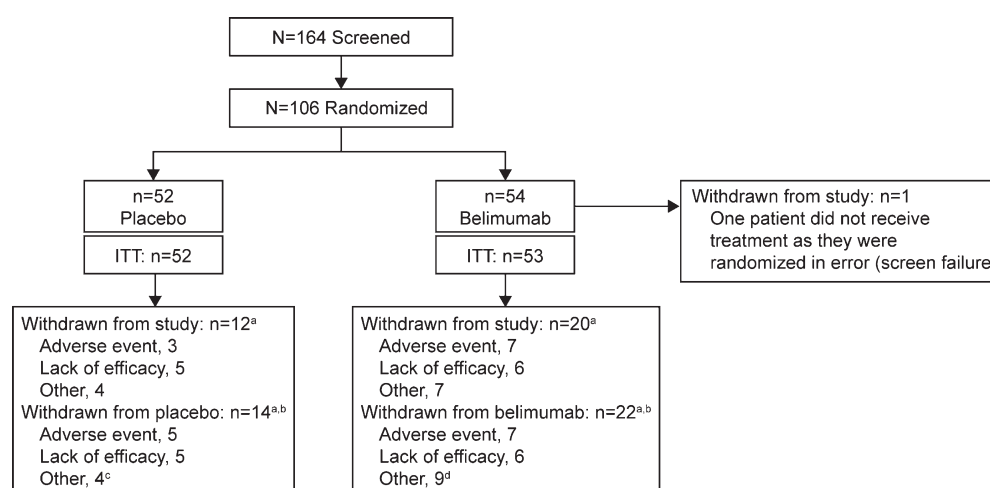 N=164 Screened
N=106 Randomized
n=52
Placebo
ITT: n=52
n=54
Belimumab
ITT: n=53
Withdrawn from study: n=1
One patient did not receive
treatment as they were
randomized in error (screen failure
Withdrawn from study: n=12ᵃ
Adverse event, 3
Lack of efficacy, 5
Other, 4
Withdrawn from placebo: n=14ᵃ,ᵇ
Adverse event, 5
Lack of efficacy, 5
Other, 4ᶜ
Withdrawn from study: n=20ᵃ
Adverse event, 7
Lack of efficacy, 6
Other, 7
Withdrawn from belimumab: n=22ᵃ,ᵇ
Adverse event, 7
Lack of efficacy, 6
Other, 9ᵈ